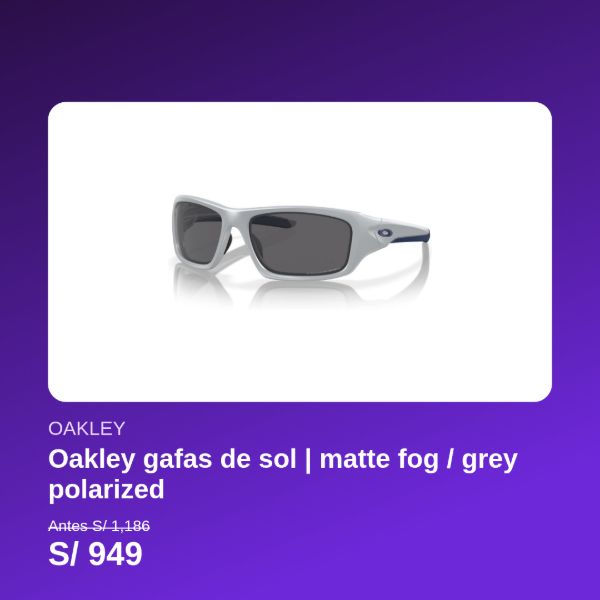 OAKLEY
Oakley gafas de sol | matte fog / grey
polarized
Antes S/ 1,186
S/ 949